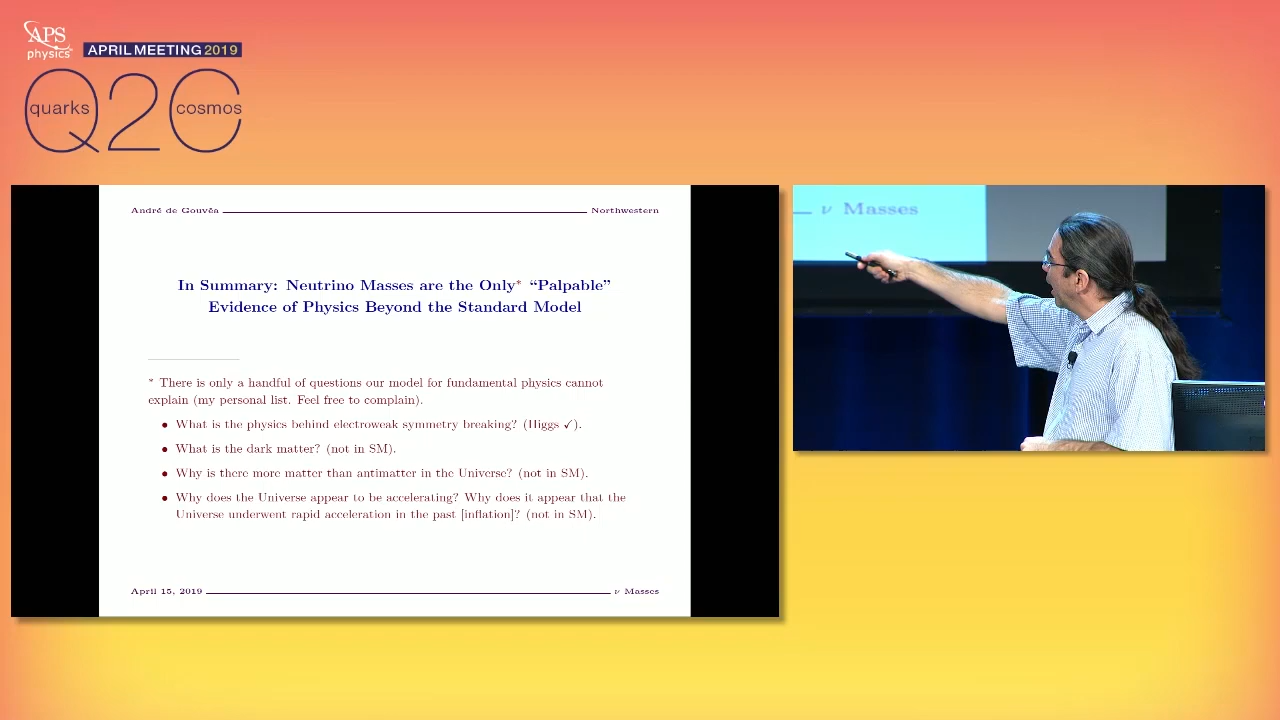 APS
physics
APRIL MEETING 2019
Q2C
quarks
cosmos
André de Gouvêa
Northwestern
In Summary: Neutrino Masses are the Only* “Palpable”
Evidence of Physics Beyond the Standard Model
* There is only a handful of questions our model for fundamental physics cannot
explain (my personal list. Feel free to complain).
• What is the physics behind electroweak symmetry breaking? (Higgs ✓).
• What is the dark matter? (not in SM).
• Why is there more matter than antimatter in the Universe? (not in SM).
• Why does the Universe appear to be accelerating? Why does it appear that the
Universe underwent rapid acceleration in the past [inflation]? (not in SM).
April 15, 2019
ν Masses
ν Masses